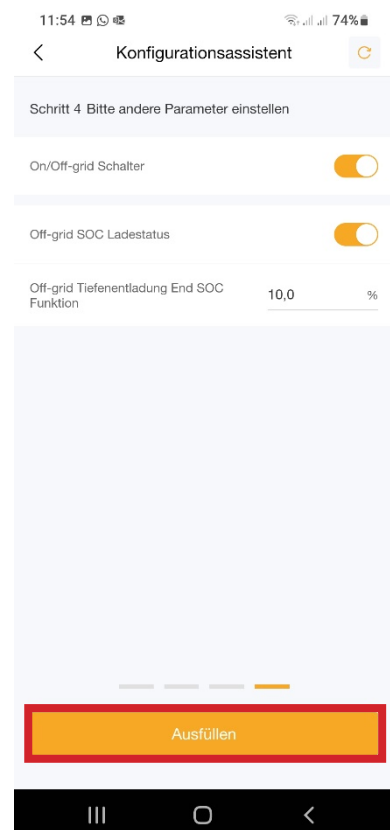 11:54 74%
Konfigurationsassistent
Schritt 4 Bitte andere Parameter einstellen
On/Off-grid Schalter
Off-grid SOC Ladestatus
Off-grid Tiefenentladung End SOC
Funktion
10,0 %
Ausfüllen